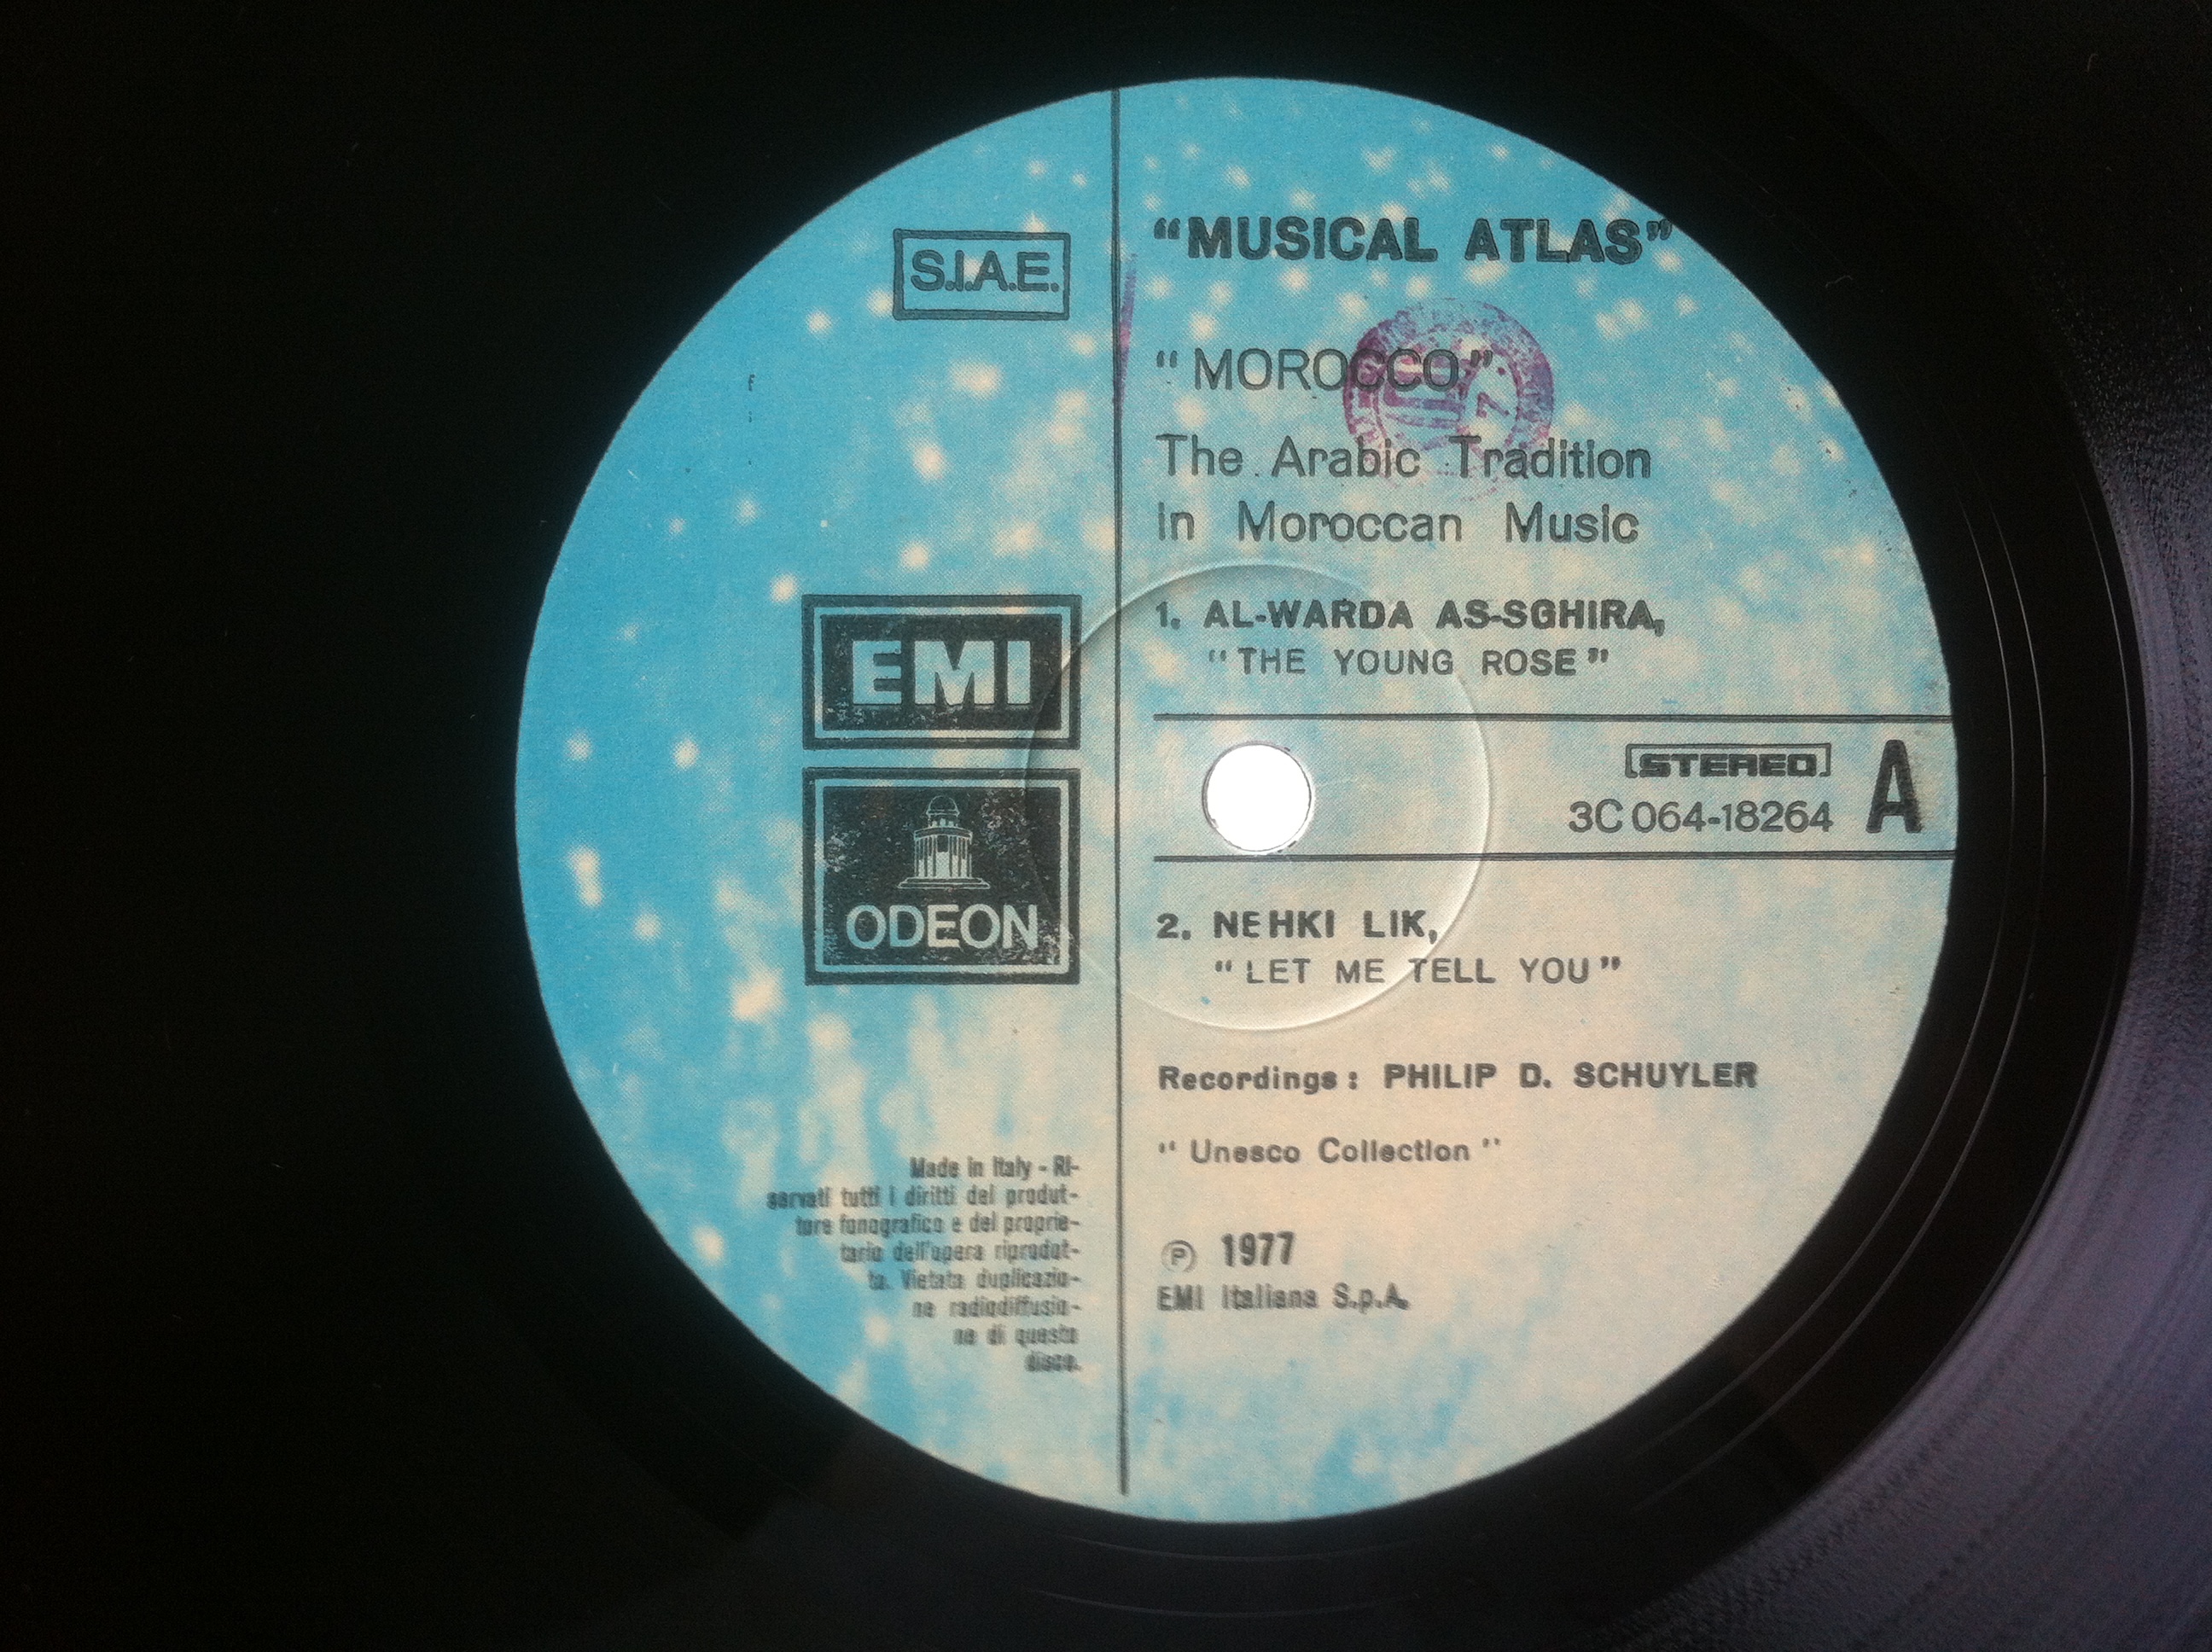 S.I.A.E.
EMI
ODEON
Made in Italy - Ri-
servati tutti i diritti del produt-
tore fonografico e del proprie-
tario dell'opera riprodot-
ta. Vietata duplicazio-
ne radiodiffusio-
ne di questo
disco.
"MUSICAL ATLAS"
"MOROCCO"
The Arabic Tradition
in Moroccan Music
1. AL-WARDA AS-SGHIRA,
"THE YOUNG ROSE"
STEREO
3C 064-18264 A
2. NEHKI LIK,
"LET ME TELL YOU"
Recordings: PHILIP D. SCHUYLER
"Unesco Collection"
℗ 1977
EMI Italiana S.p.A.